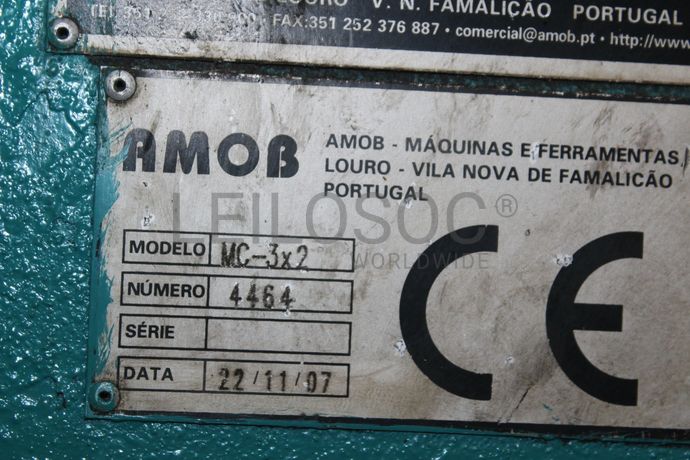 LOURO V. N. FAMALICÃO PORTUGAL
FAX:351 252 376 887 • comercial@amob.pt • http://www.
AMOB
AMOB - MÁQUINAS E FERRAMENTAS,
LOURO - VILA NOVA DE FAMALICÃO
PORTUGAL
LEILOSOC®
WORLDWIDE
MODELO MC-3x2
NÚMERO 4464
SÉRIE
DATA 22/11/07
CE